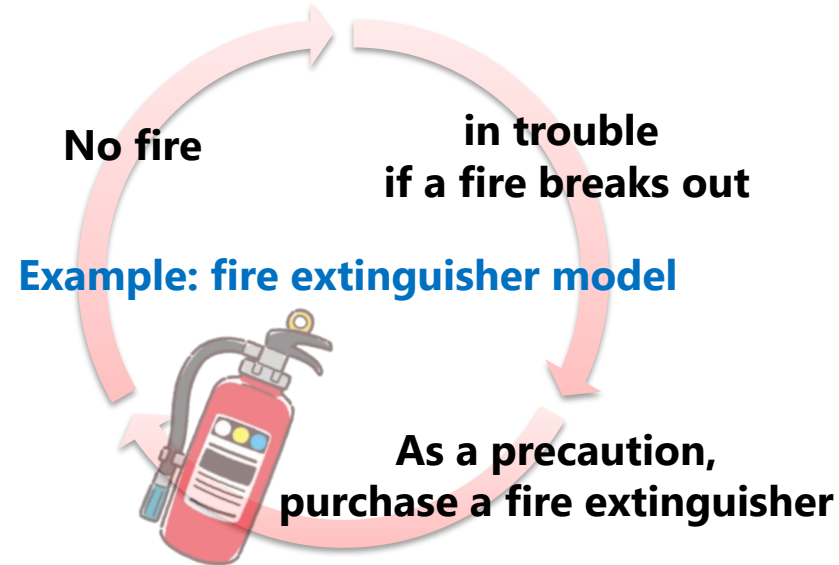 No fire
in trouble
if a fire breaks out
Example: fire extinguisher model
As a precaution,
purchase a fire extinguisher